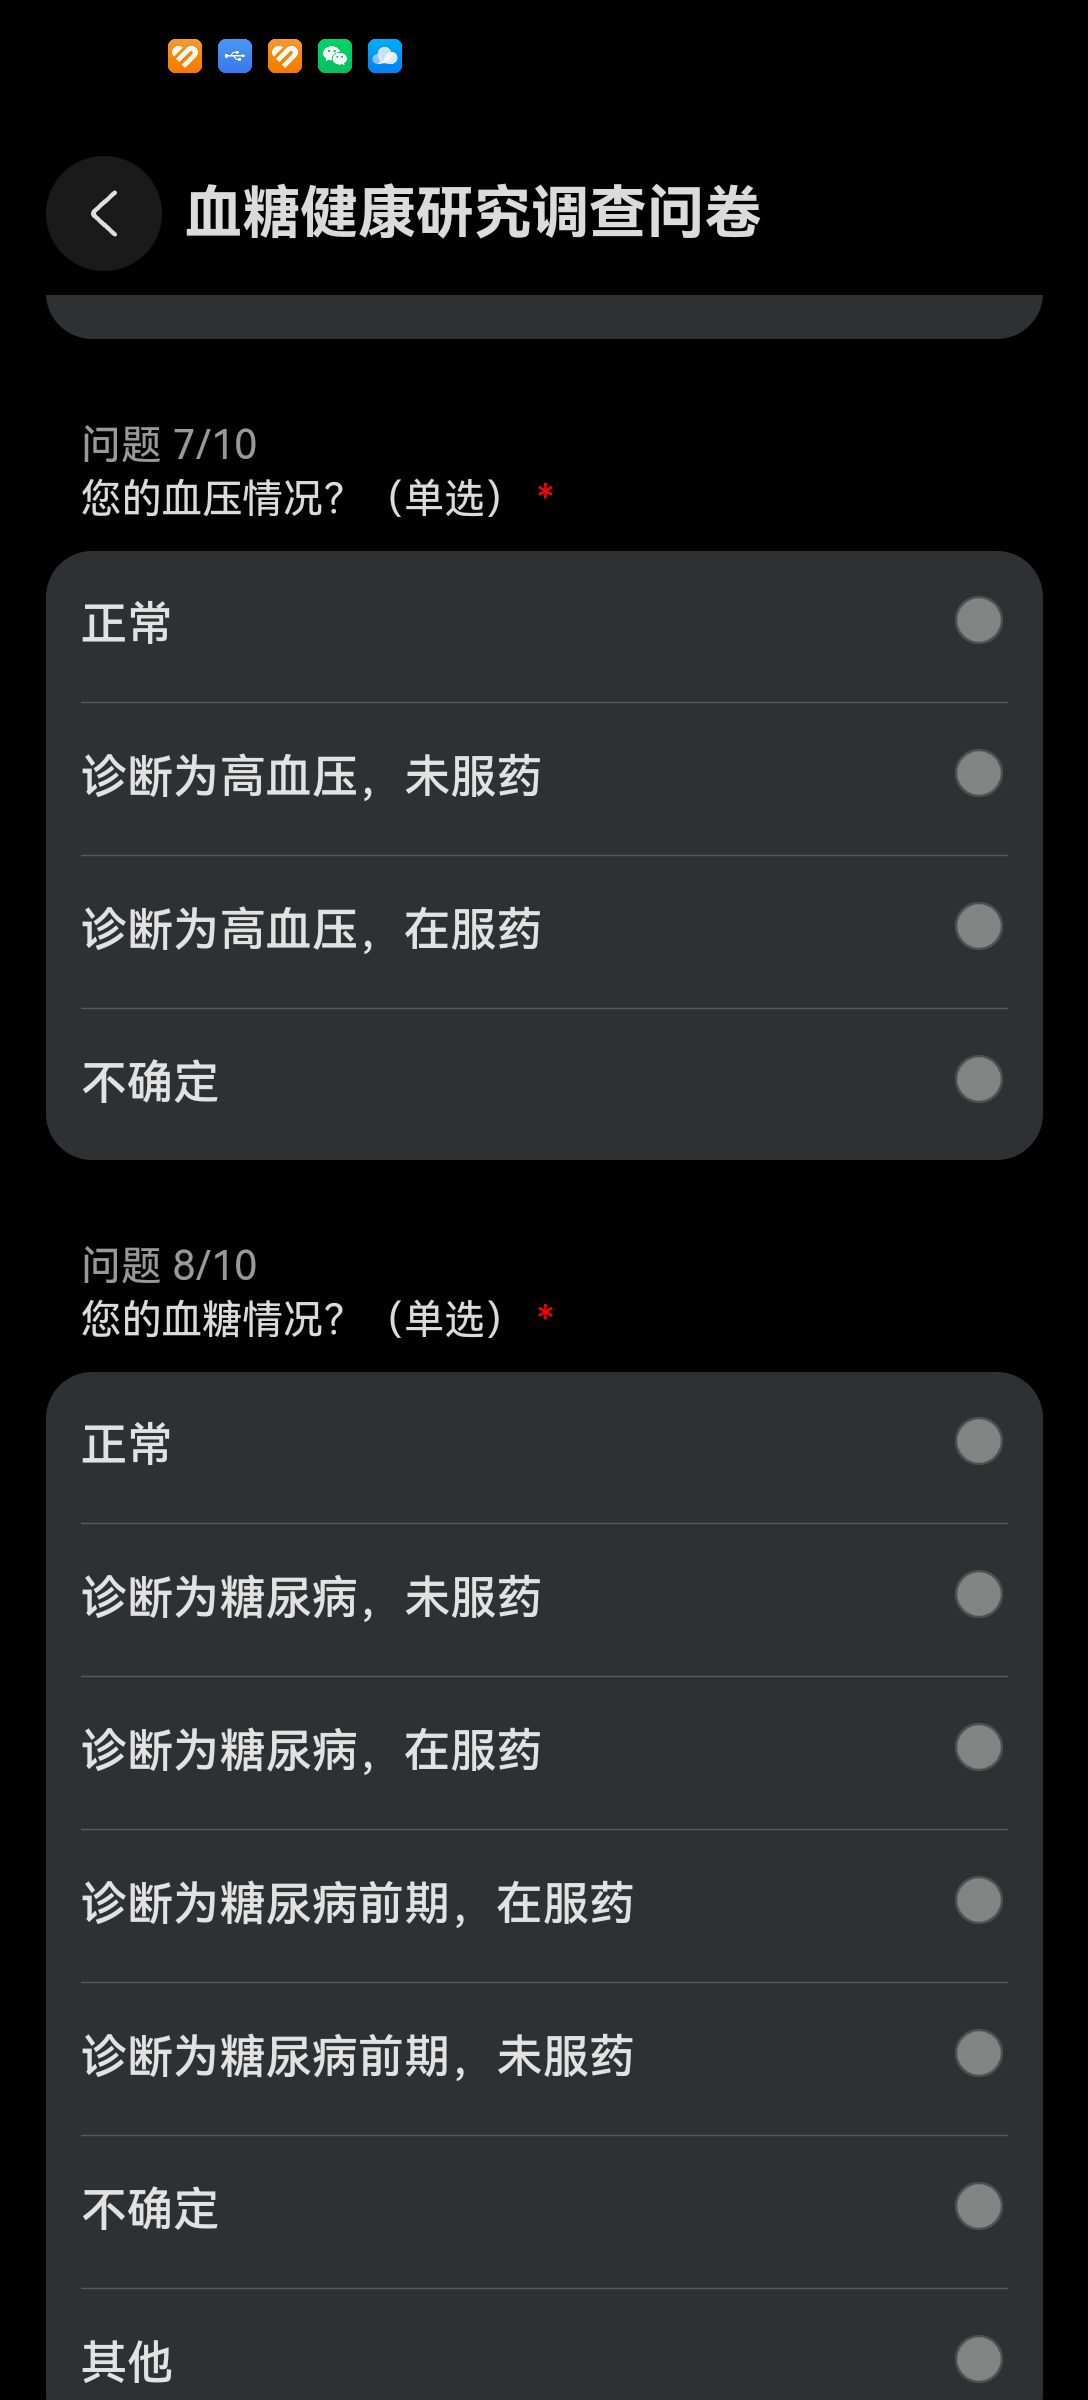 血糖健康研究调查问卷
问题 7/10
您的血压情况？（单选） *
正常
诊断为高血压，未服药
诊断为高血压，在服药
不确定
问题 8/10
您的血糖情况？（单选） *
正常
诊断为糖尿病，未服药
诊断为糖尿病，在服药
诊断为糖尿病前期，在服药
诊断为糖尿病前期，未服药
不确定
其他